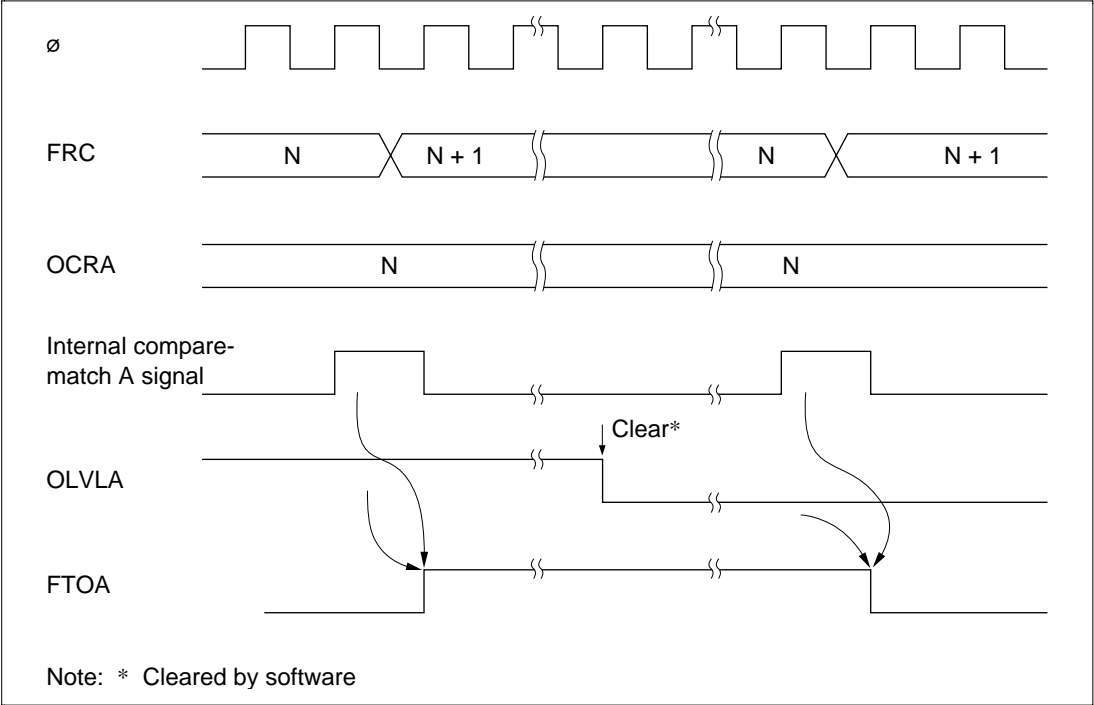 ø
FRC N N + 1 N N + 1
OCRA N N
Internal compare-
match A signal
Clear*
OLVLA
FTOA
Note: * Cleared by software